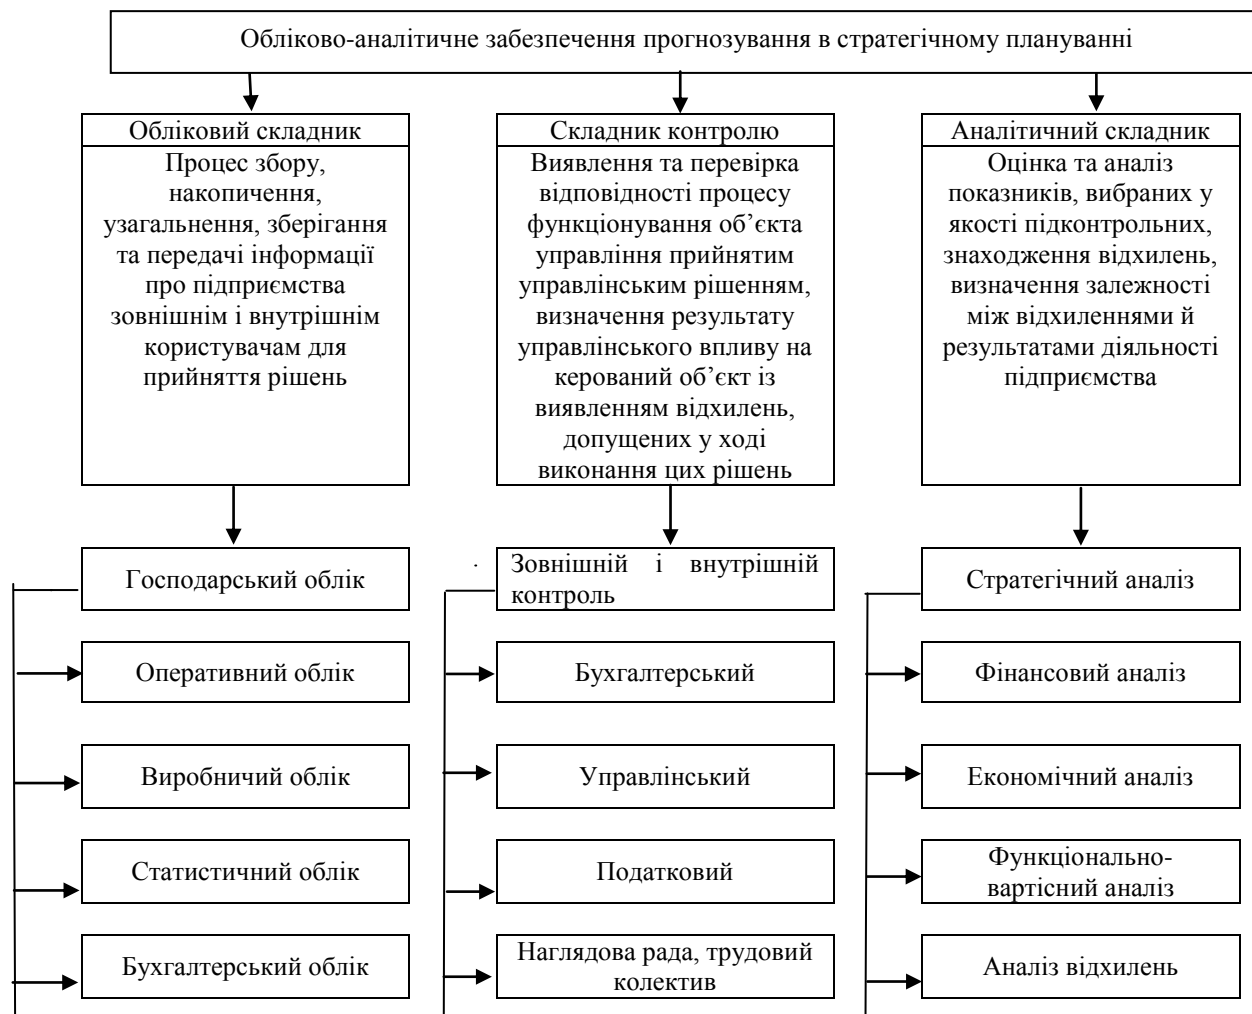 Обліково-аналітичне забезпечення прогнозування в стратегічному плануванні
Обліковий складник
Процес збору,
накопичення,
узагальнення, зберігання
та передачі інформації
про підприємства
зовнішнім і внутрішнім
користувачам для
прийняття рішень
Складник контролю
Виявлення та перевірка
відповідності процесу
функціонування об’єкта
управління прийнятим
управлінським рішенням,
визначення результату
управлінського впливу на
керований об’єкт із
виявленням відхилень,
допущених у ході
виконання цих рішень
Аналітичний складник
Оцінка та аналіз
показників, вибраних у
якості підконтрольних,
знаходження відхилень,
визначення залежності
між відхиленнями й
результатами діяльності
підприємства
Господарський облік
Оперативний облік
Виробничий облік
Статистичний облік
Бухгалтерський облік
Зовнішній і внутрішній
контроль
Бухгалтерський
Управлінський
Податковий
Наглядова рада, трудовий
колектив
Стратегічний аналіз
Фінансовий аналіз
Економічний аналіз
Функціонально-
вартісний аналіз
Аналіз відхилень